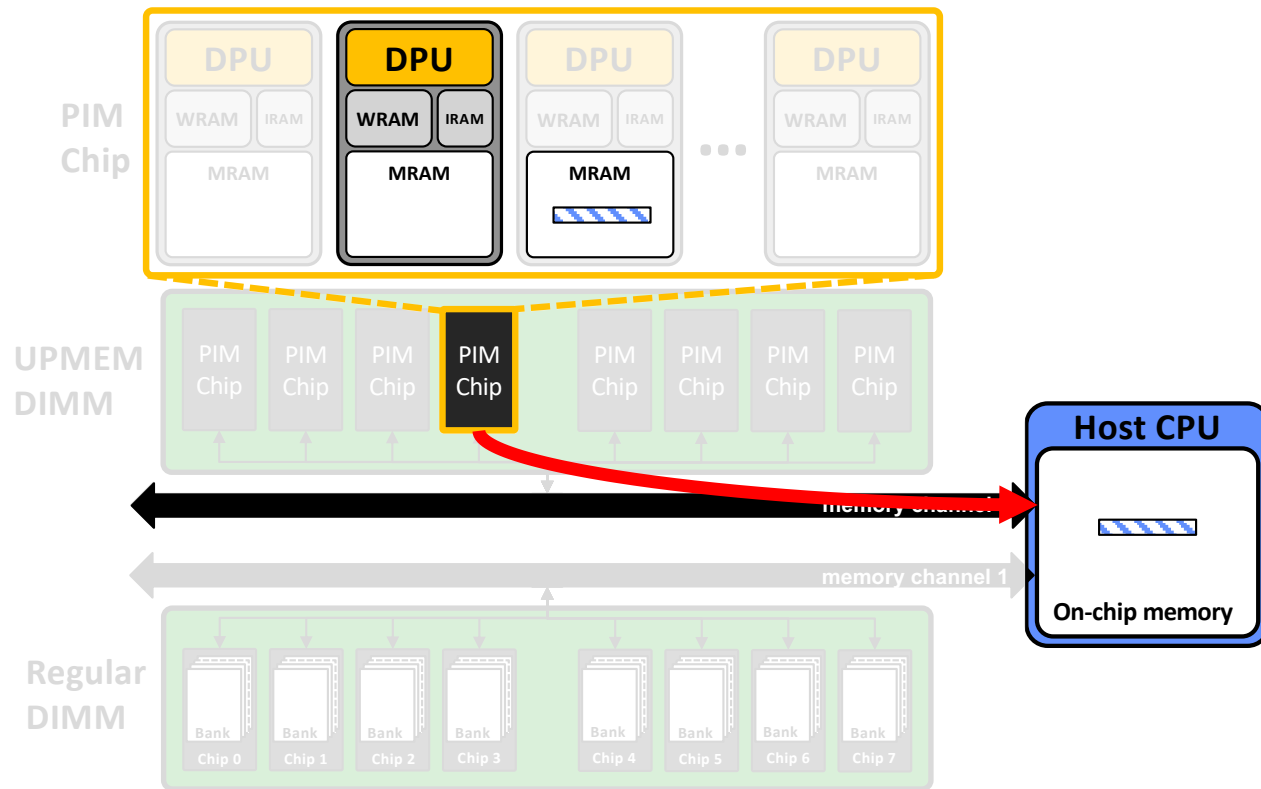 PIM
Chip
DPU
DPU
DPU
DPU
WRAM
IRAM
WRAM
IRAM
WRAM
IRAM
WRAM
IRAM
...
MRAM
MRAM
MRAM
MRAM
UPMEM
DIMM
PIM
Chip
PIM
Chip
PIM
Chip
PIM
Chip
PIM
Chip
PIM
Chip
PIM
Chip
PIM
Chip
Host CPU
On-chip memory
memory channel
memory channel 1
Regular
DIMM
Bank
Bank
Bank
Bank
Bank
Bank
Bank
Bank
Chip 0
Chip 1
Chip 2
Chip 3
Chip 4
Chip 5
Chip 6
Chip 7